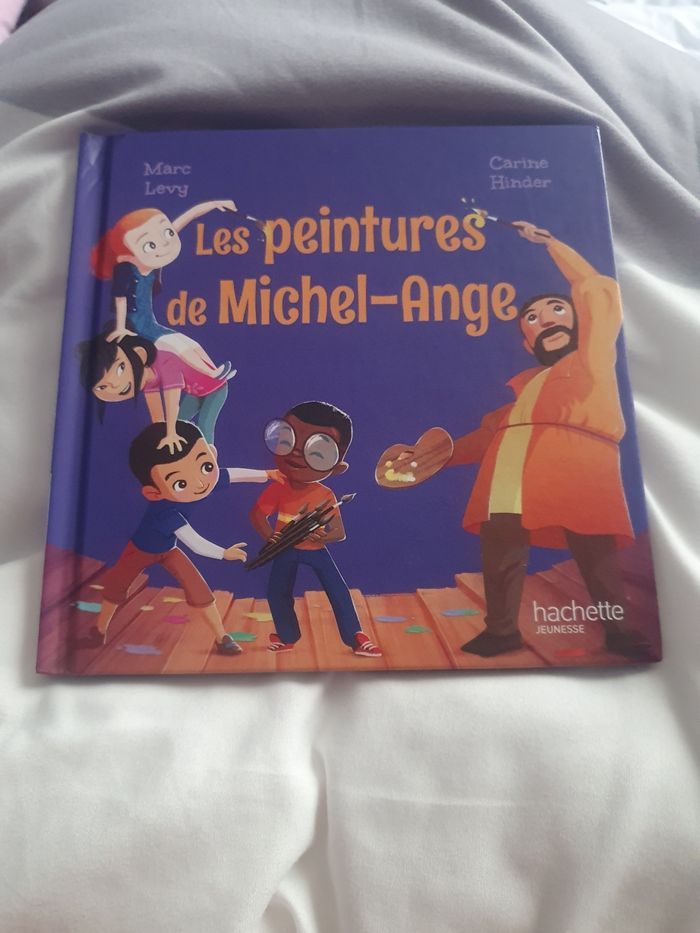 Marc
Levy
Carine
Hinder
Les peintures
de Michel-Ange
hachette
JEUNESSE